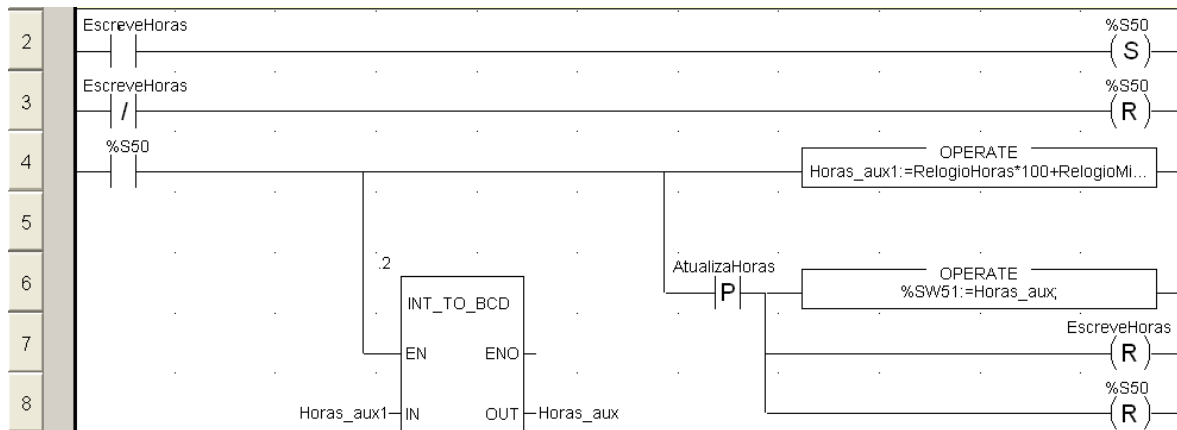 EscreveHoras
%S50
2
S
EscreveHoras
%S50
3
/
R
%S50
4
OPERATE
Horas_aux1:=RelogioHoras*100+RelogioMi...
5
.2
AtualizaHoras
6
P
OPERATE
%SW51:=Horas_aux;
INT_TO_BCD
EscreveHoras
7
EN ENO
R
%S50
8
Horas_aux1 IN OUT Horas_aux
R